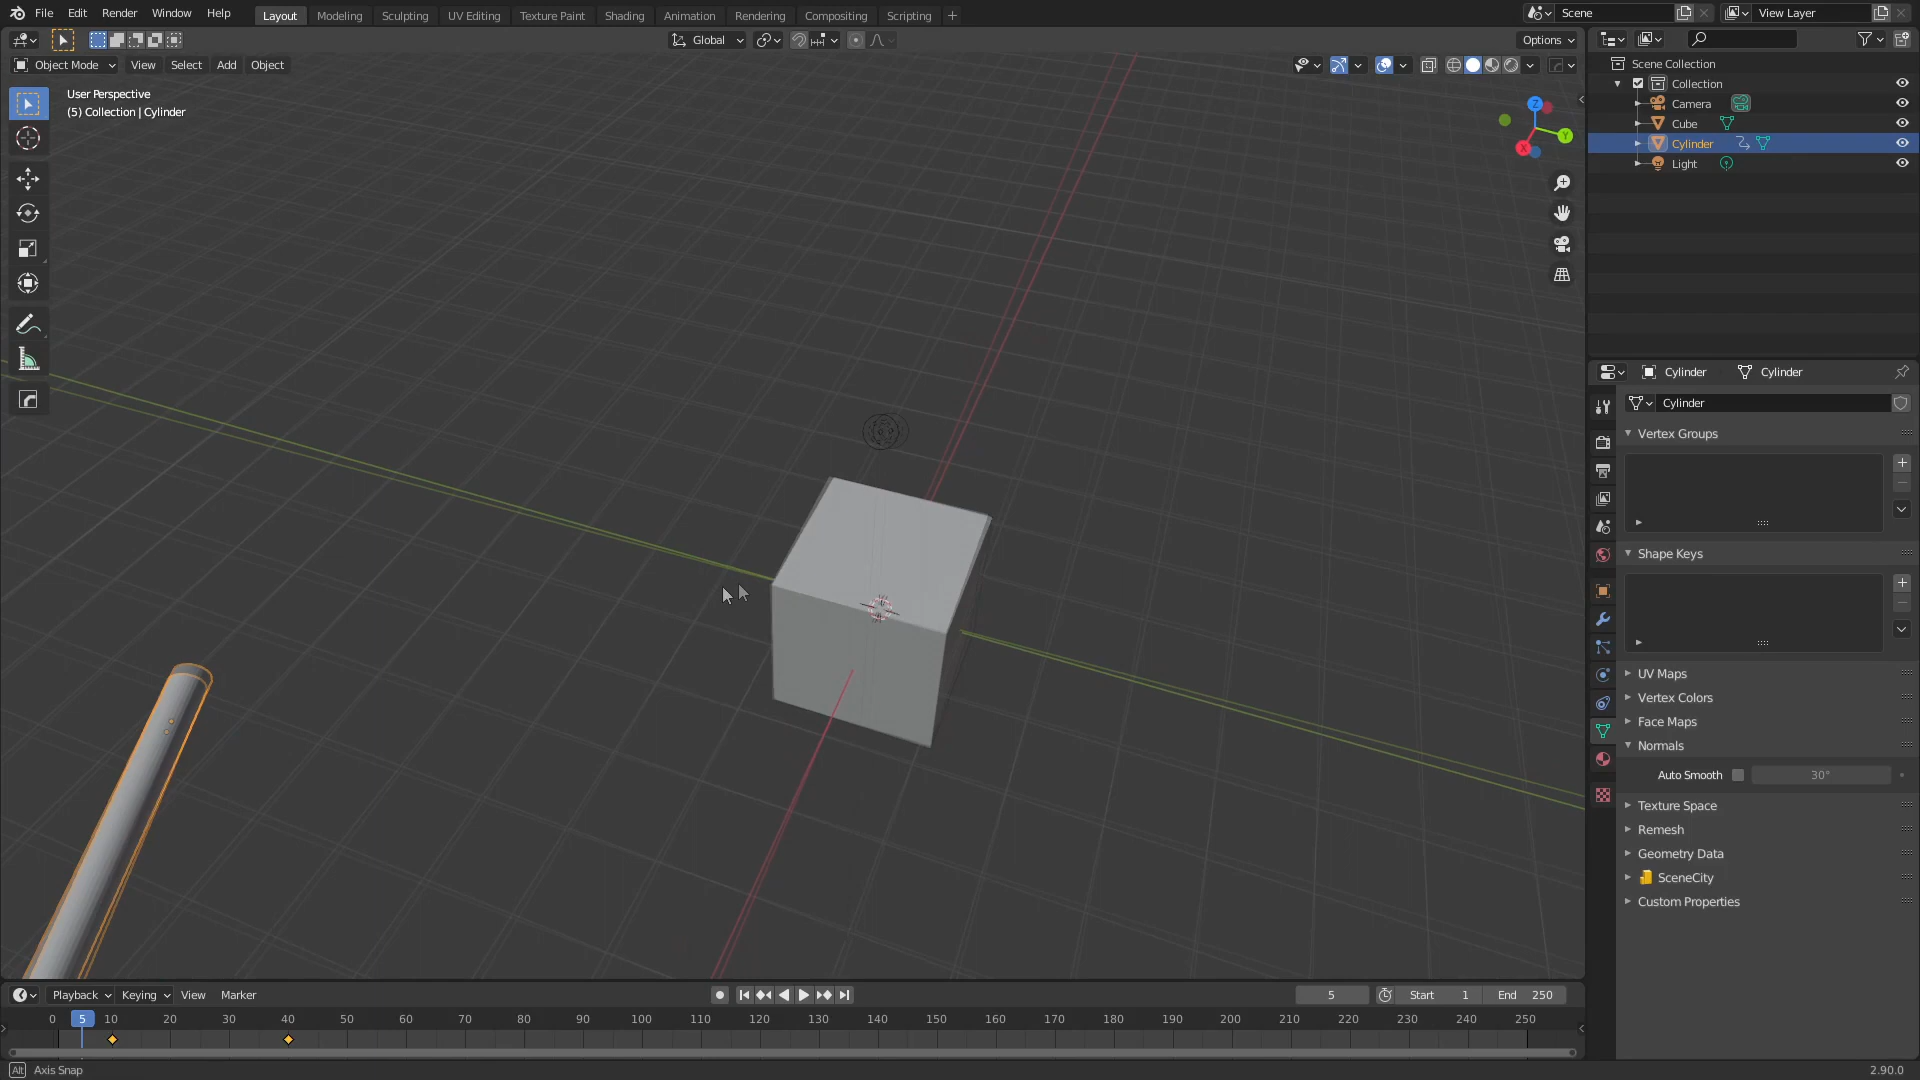 File Edit Render Window Help Layout Modeling Sculpting UV Editing Texture Paint Shading Animation Rendering Compositing Scripting + Scene View Layer
Global Options
Object Mode View Select Add Object
User Perspective
(5) Collection | Cylinder
Z
Y
X
Scene Collection
Collection
Camera
Cube
Cylinder
Light
Cylinder Cylinder
Cylinder
Vertex Groups
Shape Keys
UV Maps
Vertex Colors
Face Maps
Normals
Auto Smooth 30°
Texture Space
Remesh
Geometry Data
SceneCity
Custom Properties
Playback Keying View Marker 5 Start 1 End 250
0 5 10 20 30 40 50 60 70 80 90 100 110 120 130 140 150 160 170 180 190 200 210 220 230 240 250
Alt Axis Snap 2.90.0